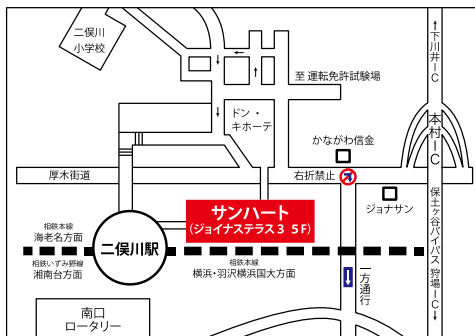 二俣川
小学校
至 運転免許試験場
ドン・
キホーテ
かながわ信金
厚木街道
右折禁止
ジョナサン
サンハート
(ジョイナステラス3 5F)
二俣川駅
相鉄本線
海老名方面
相鉄いずみ野線
湘南台方面
相鉄本線
横浜・羽沢横浜国大方面
一方通行
南口
ロータリー
下川井IC
本村IC
保土ヶ谷バイパス
狩場IC